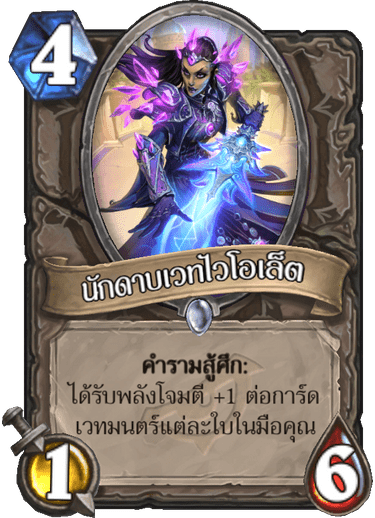 4
นักดาบเวทไวโอเล็ต
คำรามสู้ศึก:
ได้รับพลังโจมตี +1 ต่อการ์ด
เวทมนตร์แต่ละใบในมือคุณ
1
6